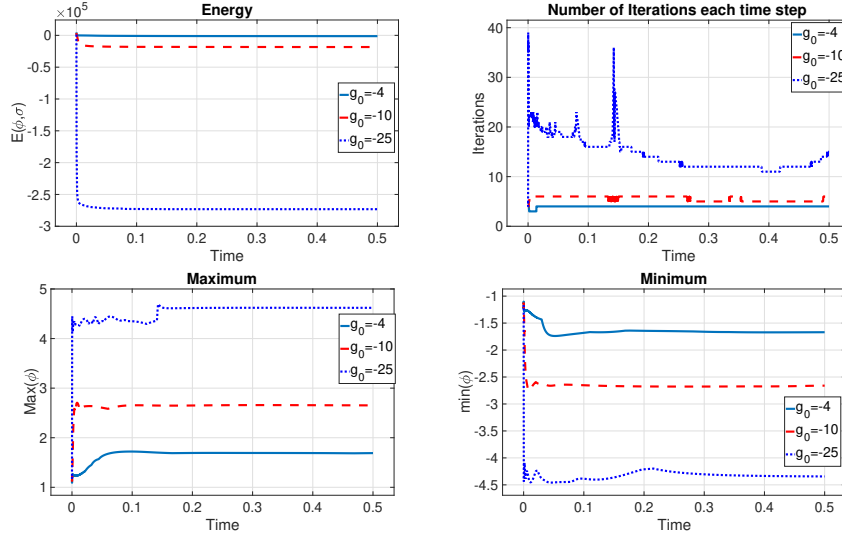 Energy
×10⁵
0
-0.5
-1
-1.5
-2
-2.5
-3
E(ϕ,σ)
0 0.1 0.2 0.3 0.4 0.5
Time
g₀=-4
g₀=-10
g₀=-25
Number of Iterations each time step
40
30
20
10
0
Iterations
0 0.1 0.2 0.3 0.4 0.5
Time
g₀=-4
g₀=-10
g₀=-25
Maximum
5
4
3
2
1
Max(ϕ)
0 0.1 0.2 0.3 0.4 0.5
Time
g₀=-4
g₀=-10
g₀=-25
Minimum
-1
-1.5
-2
-2.5
-3
-3.5
-4
-4.5
min(ϕ)
0 0.1 0.2 0.3 0.4 0.5
Time
g₀=-4
g₀=-10
g₀=-25